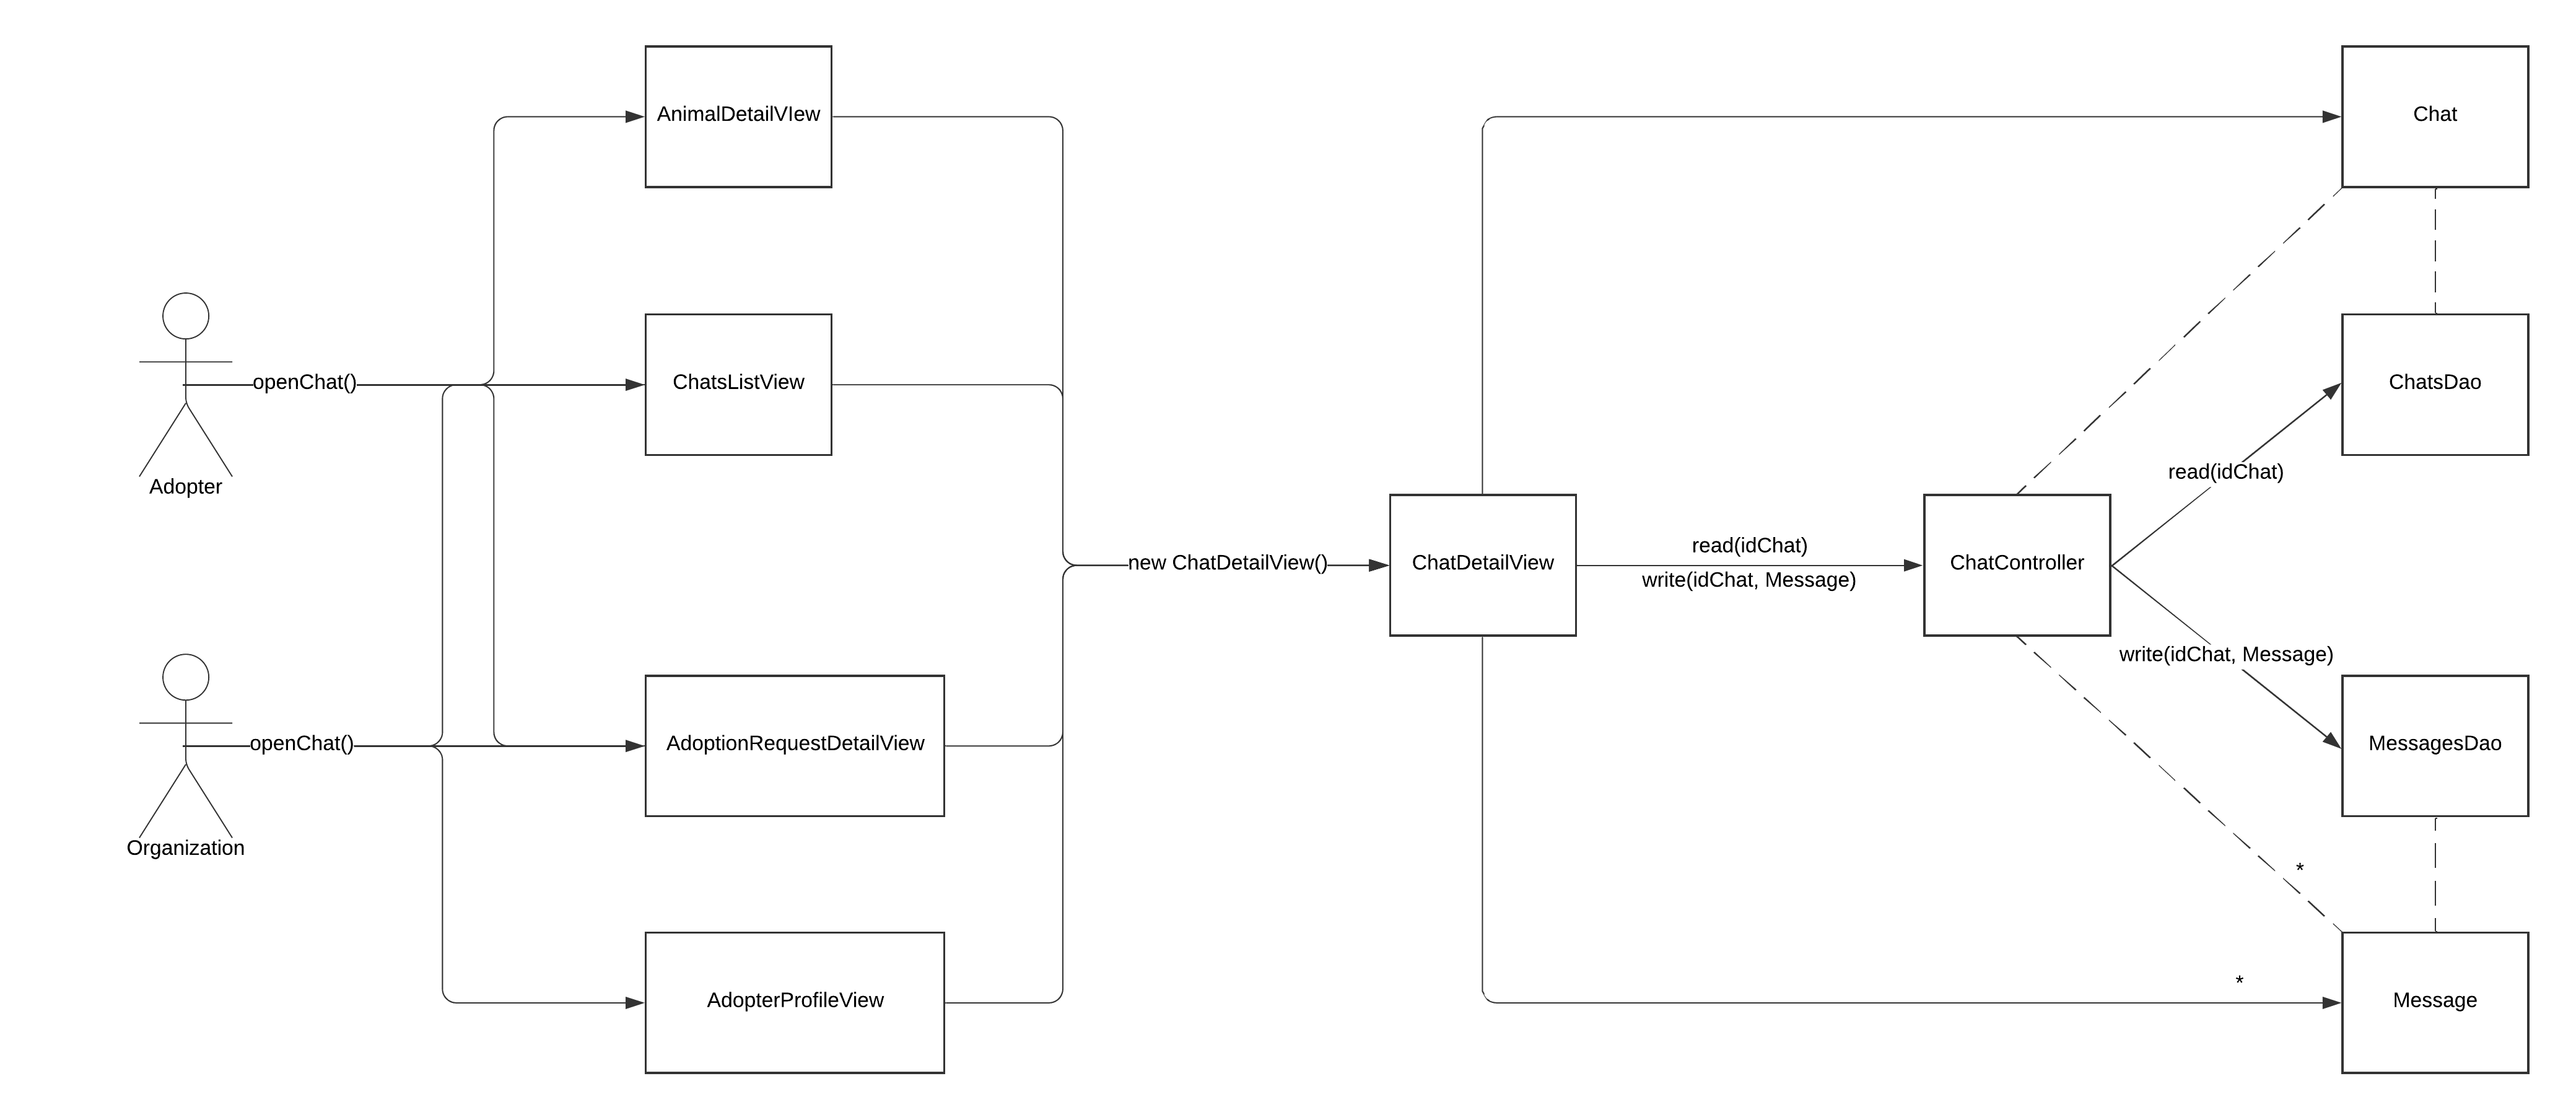 AnimalDetailVIew
Chat
openChat()
ChatsListView
ChatsDao
Adopter
read(idChat)
read(idChat)
new ChatDetailView()
ChatDetailView
ChatController
write(idChat, Message)
write(idChat, Message)
openChat()
AdoptionRequestDetailView
MessagesDao
Organization
*
*
AdopterProfileView
Message